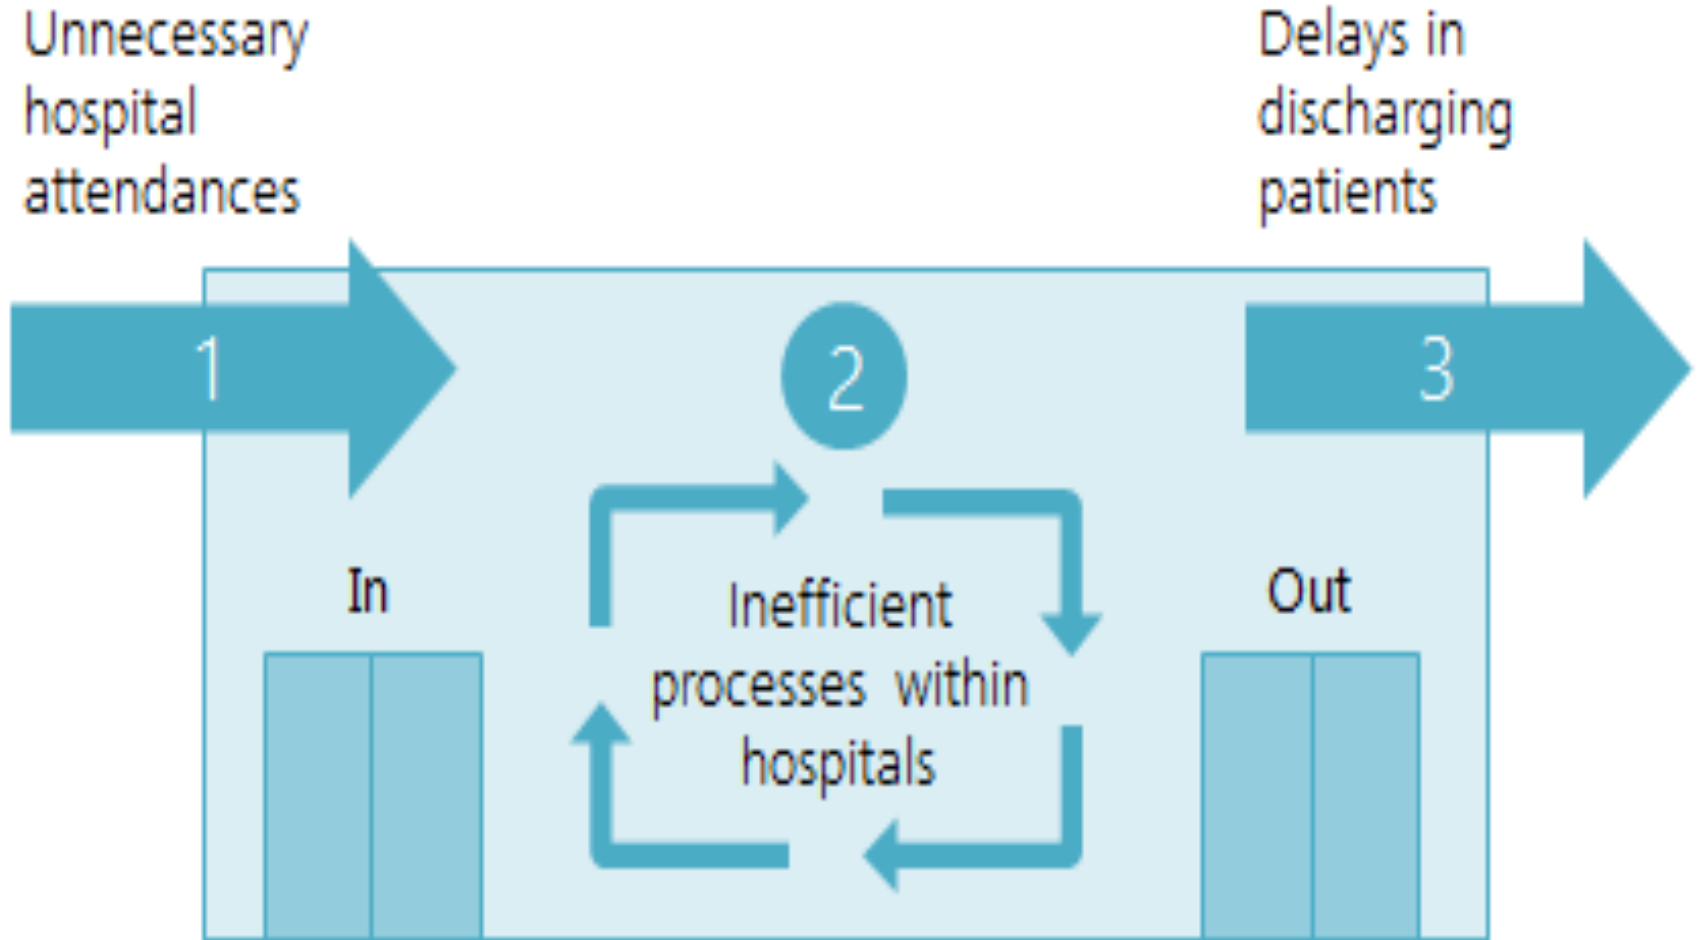 Unnecessary
hospital
attendances
Delays in
discharging
patients
1
2
3
In
Out
Inefficient
processes within
hospitals